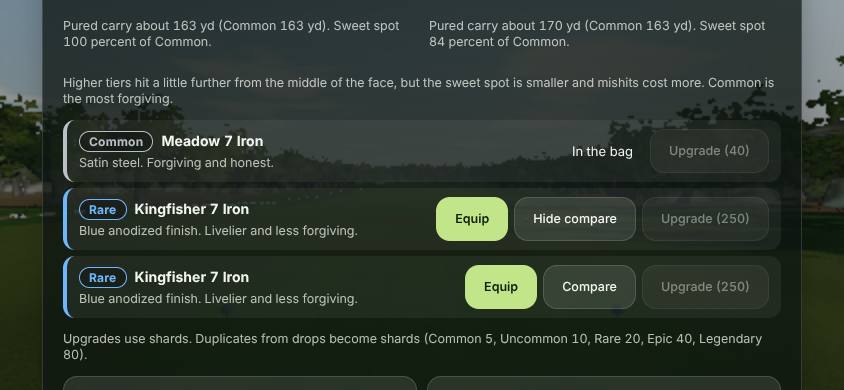 Pured carry about 163 yd (Common 163 yd). Sweet spot
100 percent of Common.
Pured carry about 170 yd (Common 163 yd). Sweet spot
84 percent of Common.
Higher tiers hit a little further from the middle of the face, but the sweet spot is smaller and mishits cost more. Common is
the most forgiving.
Common Meadow 7 Iron
Satin steel. Forgiving and honest.
In the bag
Upgrade (40)
Rare Kingfisher 7 Iron
Blue anodized finish. Livelier and less forgiving.
Equip
Hide compare
Upgrade (250)
Rare Kingfisher 7 Iron
Blue anodized finish. Livelier and less forgiving.
Equip
Compare
Upgrade (250)
Upgrades use shards. Duplicates from drops become shards (Common 5, Uncommon 10, Rare 20, Epic 40, Legendary
80).